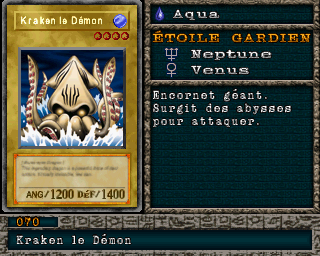 Kraken le Démon
ANG/1200 DéF/1400
Aqua
ÉTOILE GARDIEN
Neptune
Venus
Encornet géant.
Surgit des abysses
pour attaquer.
070
Kraken le Démon